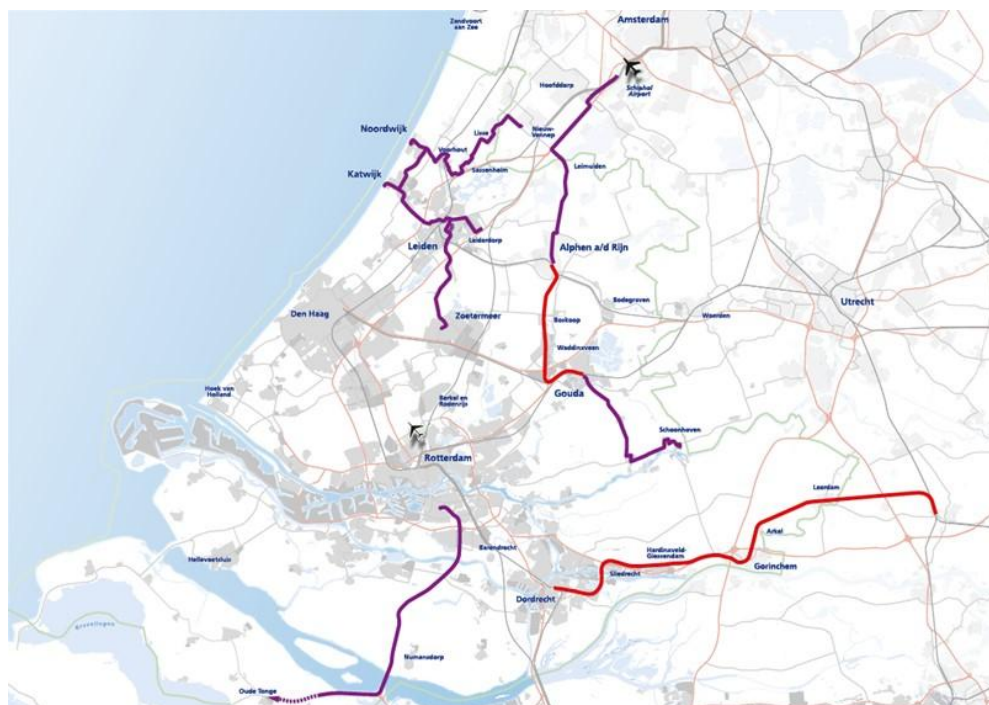 Zandvoort
aan Zee
Amsterdam
Schiphol
Airport
Hoofddorp
Noordwijk
Lisse
Nieuw-
Vennep
Voorhout
Katwijk
Sassenheim
Leimuiden
Leiden
Leiderdorp
Alphen a/d Rijn
Bodegraven
Utrecht
Den Haag
Zoetermeer
Boskoop
Woerden
Waddinxveen
Hoek van
Holland
Berkel en
Rodenrijs
Gouda
Schoonhoven
Rotterdam
Leerdam
Barendrecht
Arkel
Hellevoetsluis
Hardinxveld-
Giessendam
Sliedrecht
Gorinchem
Dordrecht
Grevelingen
Numansdorp
Oude Tonge